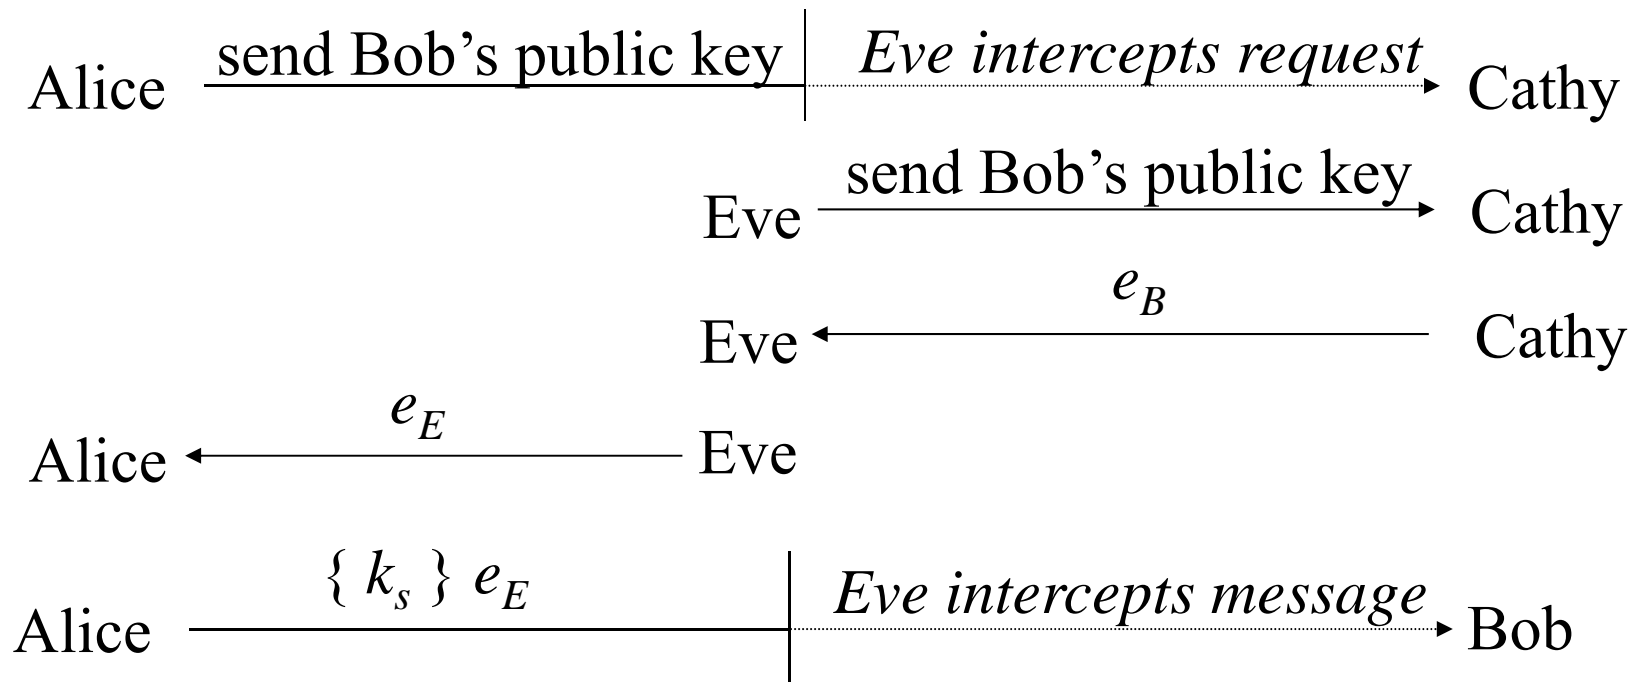 Alice send Bob’s public key Eve intercepts request Cathy
Eve send Bob’s public key Cathy
Eve e_B Cathy
Alice e_E Eve
Alice { k_s } e_E Eve intercepts message Bob